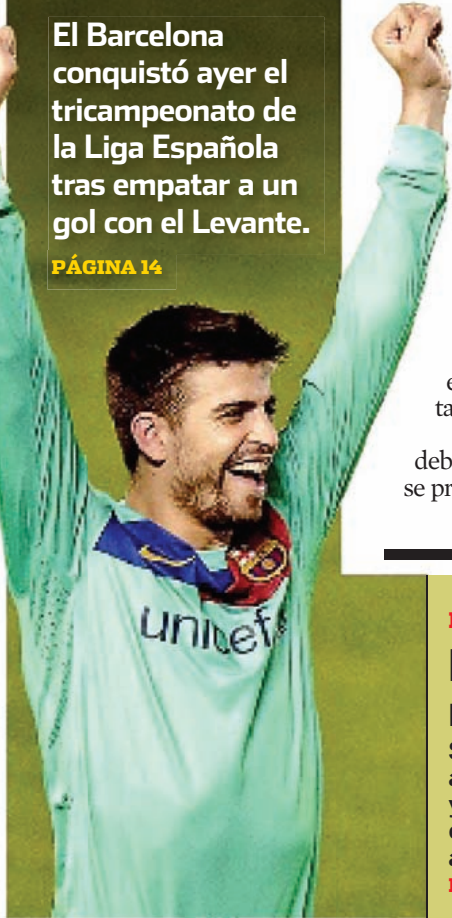 El Barcelona
conquistó ayer el
tricampeonato de
la Liga Española
tras empatar a un
gol con el Levante.
PÁGINA 14
unicef
deb
se pr